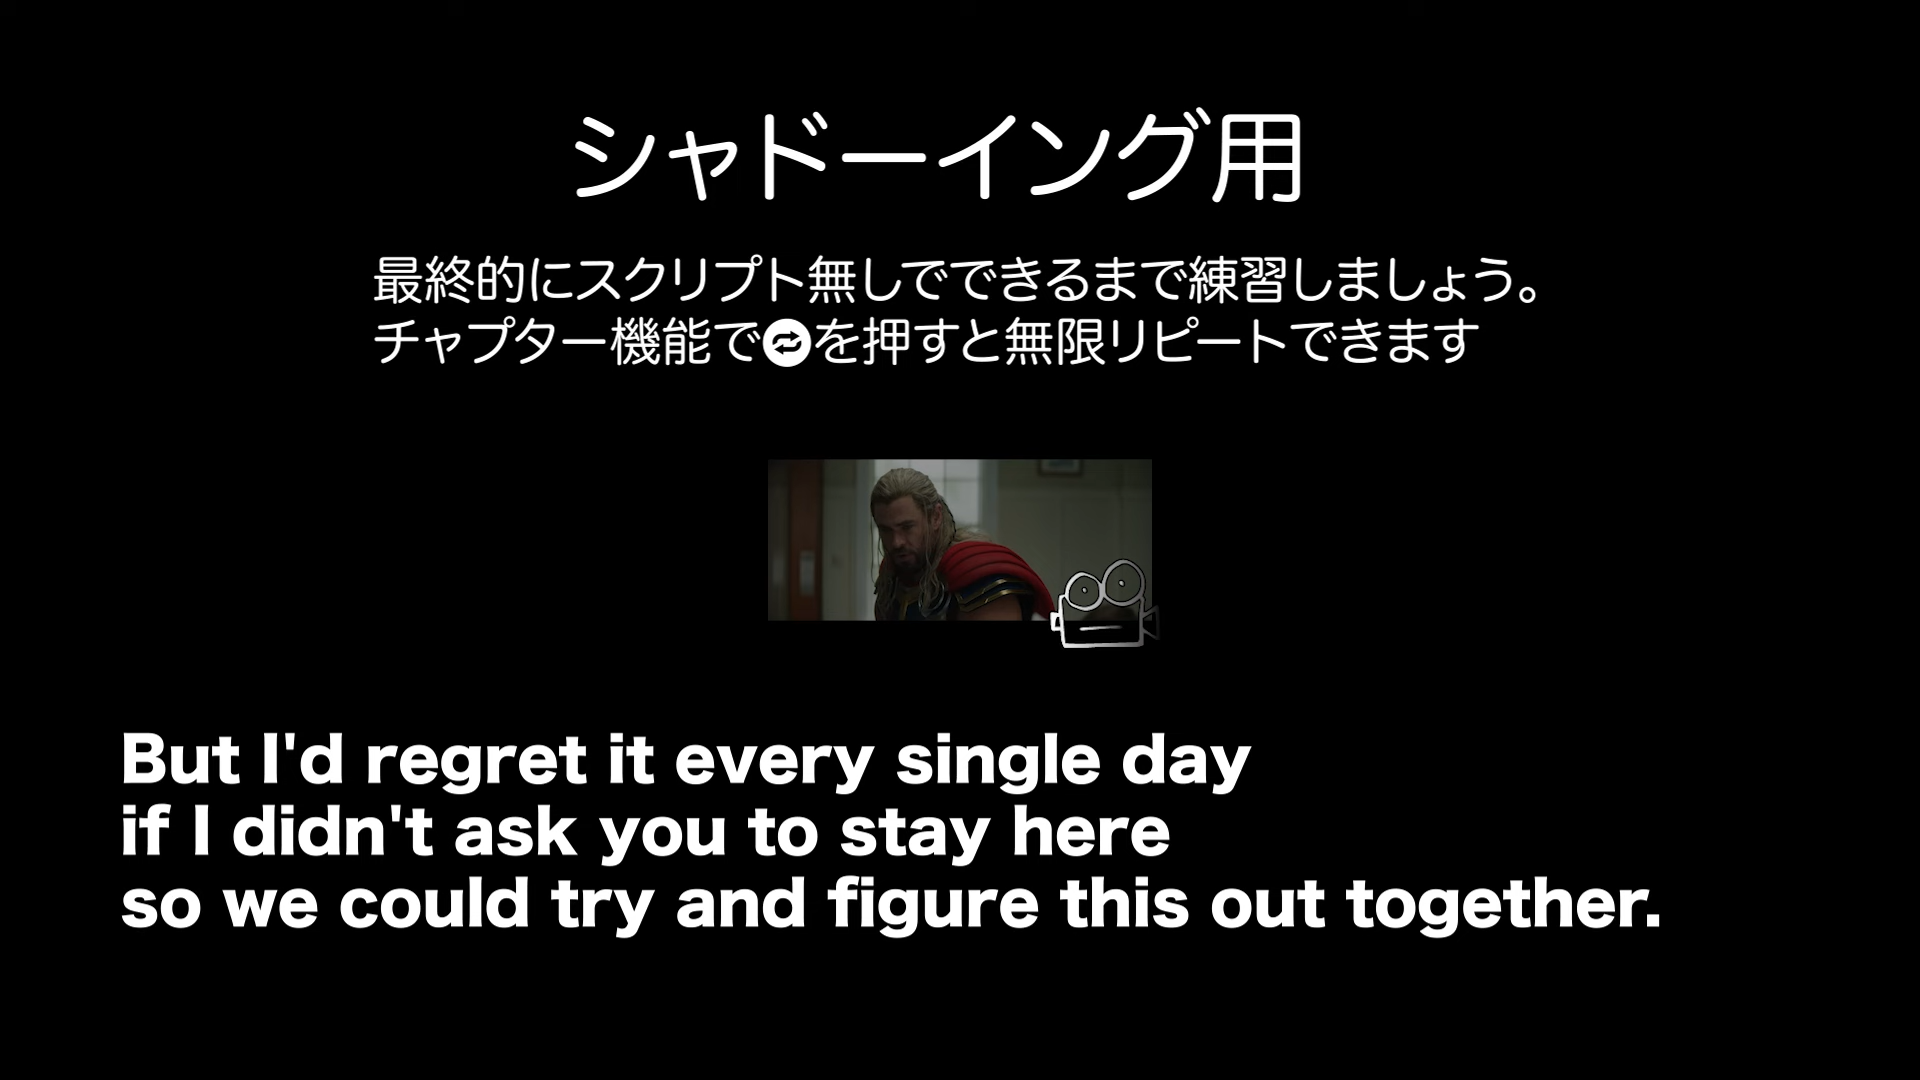 シャドーイング用
最終的にスクリプト無しでできるまで練習しましょう。
チャプター機能で🔁を押すと無限リピートできます
But I'd regret it every single day
if I didn't ask you to stay here
so we could try and figure this out together.